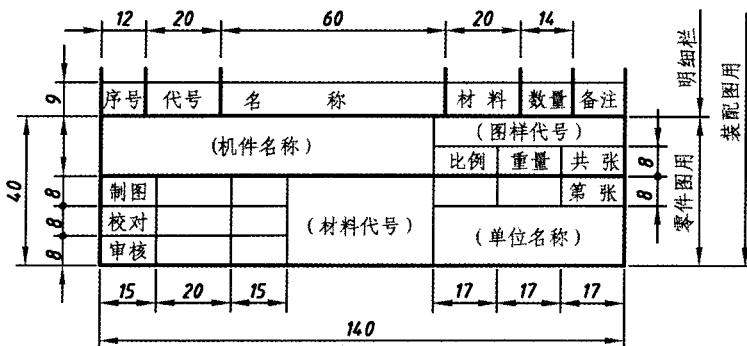 12 20 60 20 14
9 序号 代号 名 称 材料 数量 备注 明细栏
装配图用
(机件名称) (图样代号)
比例 重量 共 张 8
40 8 制图 第 张 8 零件图用
8 校对 (材料代号) (单位名称)
8 审核
15 20 15 17 17 17
140